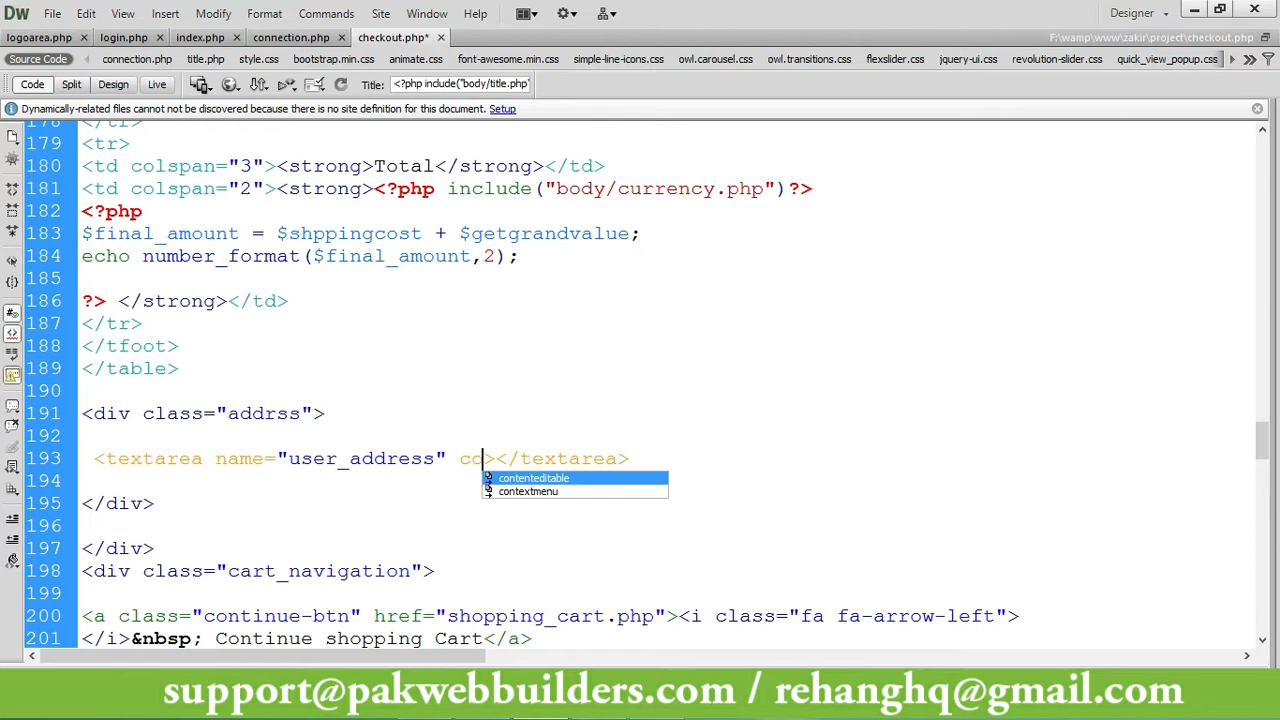 Dw File Edit View Insert Modify Format Commands Site Window Help Designer
logoarea.php login.php index.php connection.php checkout.php* F:\wamp\www\zakir\project\checkout.php
Source Code connection.php title.php style.css bootstrap.min.css animate.css font-awesome.min.css simple-line-icons.css owl.carousel.css owl.transitions.css flexslider.css jquery-ui.css revolution-slider.css quick_view_popup.css
Code Split Design Live Title: <?php include("body/title.php"
Dynamically-related files cannot not be discovered because there is no site definition for this document. Setup
178 </tr>
179 <tr>
180 <td colspan="3"><strong>Total</strong></td>
181 <td colspan="2"><strong><?php include("body/currency.php")?>
182 <?php
183 $final_amount = $shppingcost + $getgrandvalue;
184 echo number_format($final_amount,2);
185
186 ?> </strong></td>
187 </tr>
188 </tfoot>
189 </table>
190
191 <div class="addrss">
192
193 <textarea name="user_address" co></textarea>
contenteditable
194
contextmenu
195 </div>
196
197 </div>
198 <div class="cart_navigation">
199
200 <a class="continue-btn" href="shopping_cart.php"><i class="fa fa-arrow-left">
201 </i>&nbsp; Continue shopping Cart</a>
support@pakwebbuilders.com / rehanghq@gmail.com